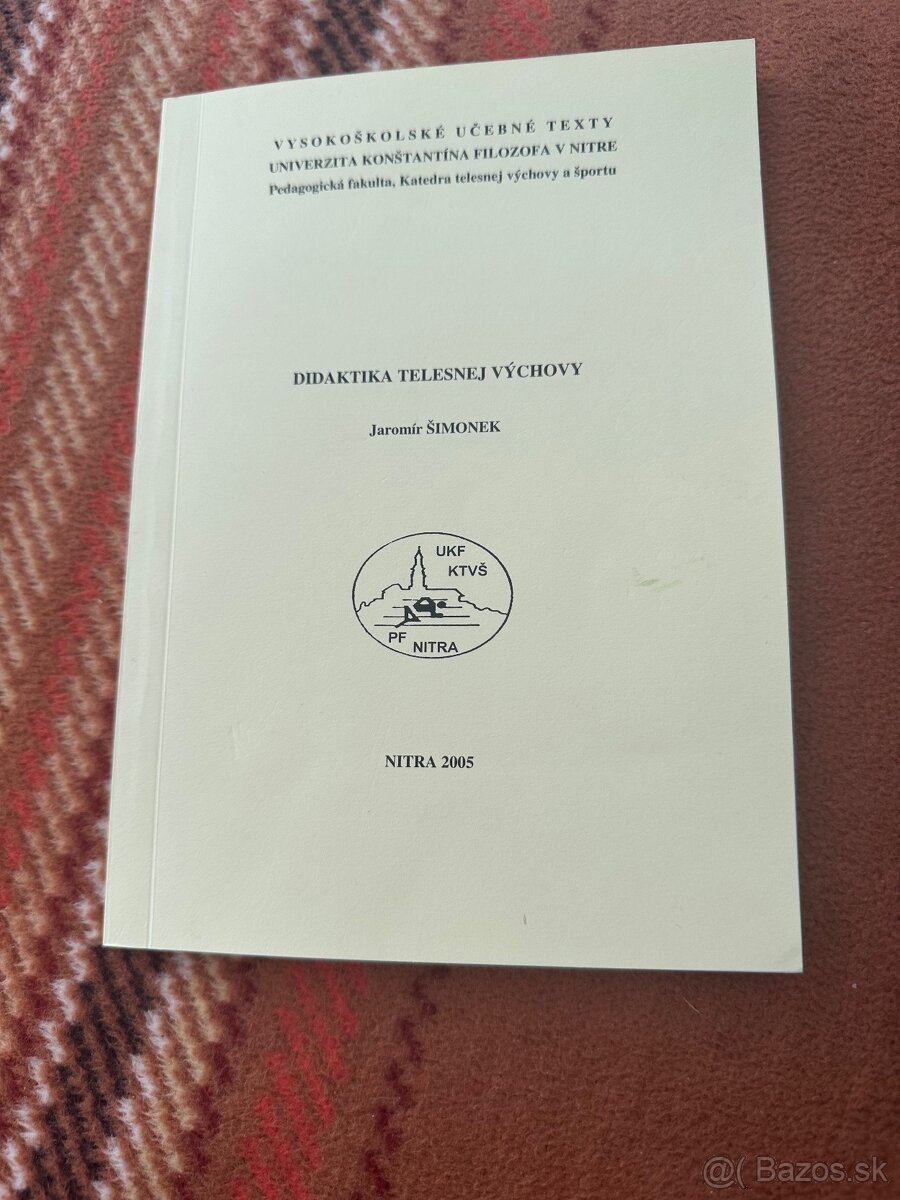 VYSOKOŠKOLSKÉ UČEBNÉ TEXTY
UNIVERZITA KONŠTANTÍNA FILOZOFA V NITRE
Pedagogická fakulta, Katedra telesnej výchovy a športu
DIDAKTIKA TELESNEJ VÝCHOVY
Jaromír ŠIMONEK
UKF
KTVŠ
PF
NITRA
NITRA 2005
@( Bazos.sk